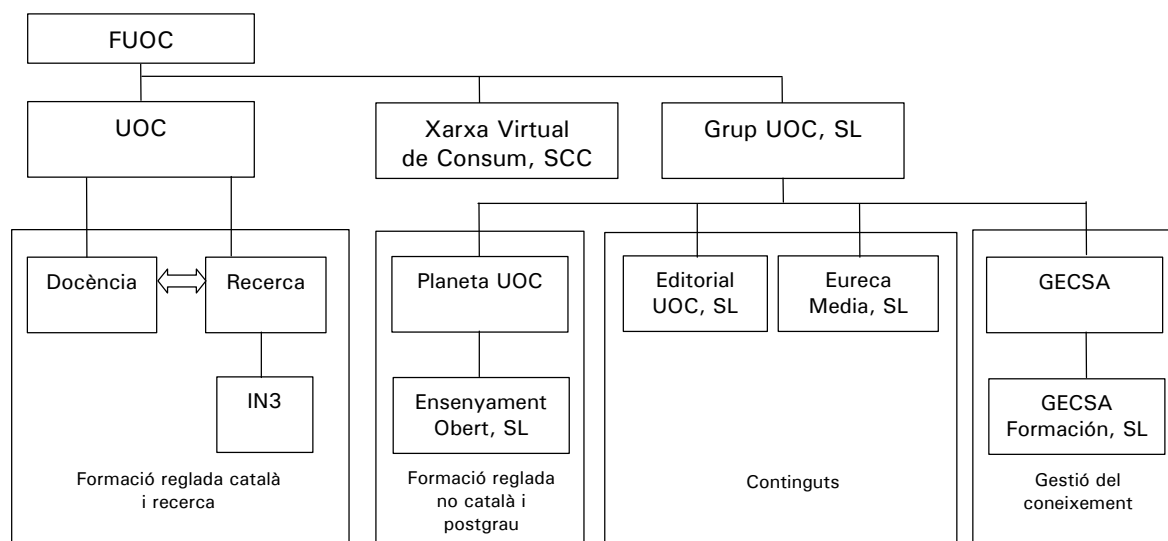 FUOC
UOC
Xarxa Virtual
de Consum, SCC
Grup UOC, SL
Docència
Recerca
IN3
Formació reglada català
i recerca
Planeta UOC
Ensenyament
Obert, SL
Formació reglada
no català i
postgrau
Editorial
UOC, SL
Eureca
Media, SL
Continguts
GECSA
GECSA
Formación, SL
Gestió del
coneixement